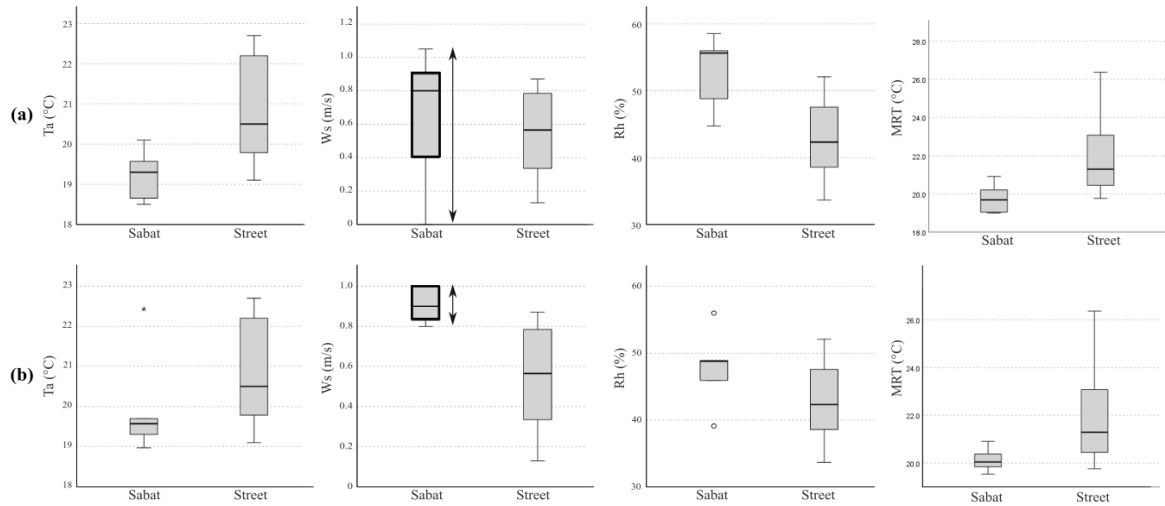 (a)
Ta (°C)
23
22
21
20
19
18
Sabat Street
Ws (m/s)
1.2
1.0
0.8
0.6
0.4
0.2
0
Sabat Street
Rh (%)
60
50
40
30
Sabat Street
MRT (°C)
28.0
26.0
24.0
22.0
20.0
18.0
Sabat Street
(b)
Ta (°C)
23
22
21
20
19
18
Sabat Street
Ws (m/s)
1.0
0.8
0.6
0.4
0.2
0
Sabat Street
Rh (%)
60
50
40
30
Sabat Street
MRT (°C)
26.0
24.0
22.0
20.0
Sabat Street